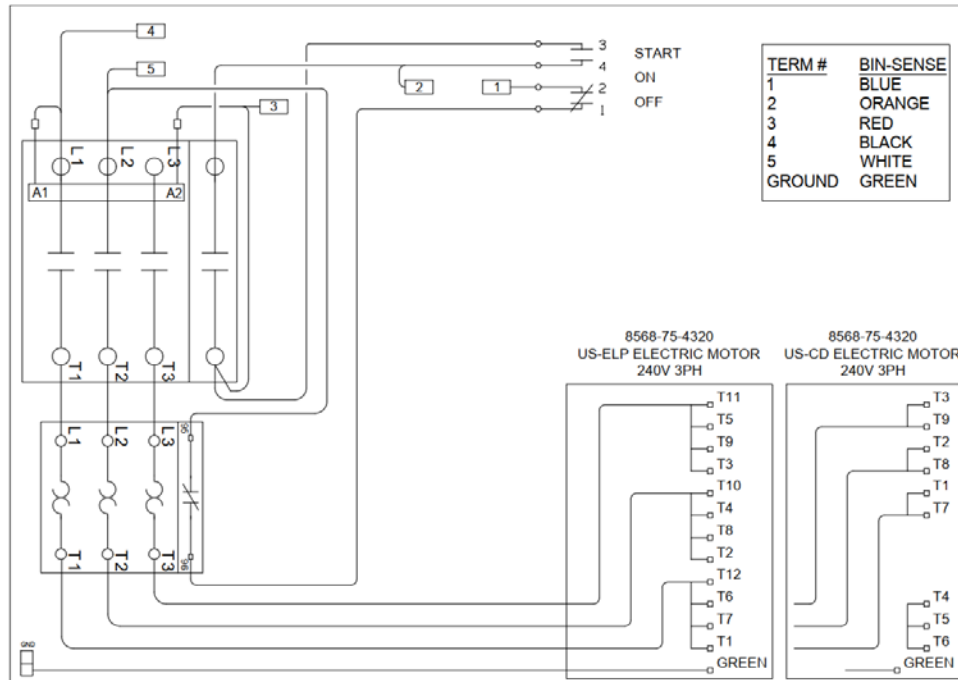 4
5
3
2
1
3
4
2
1
START
ON
OFF
TERM # BIN-SENSE
1 BLUE
2 ORANGE
3 RED
4 BLACK
5 WHITE
GROUND GREEN
L1
L2
L3
A1
A2
T1
T2
T3
L1
L2
L3
95
T1
T2
T3
96
GND
8568-75-4320
US-ELP ELECTRIC MOTOR
240V 3PH
T11
T5
T9
T3
T10
T4
T8
T2
T12
T6
T7
T1
GREEN
8568-75-4320
US-CD ELECTRIC MOTOR
240V 3PH
T3
T9
T2
T8
T1
T7
T4
T5
T6
GREEN